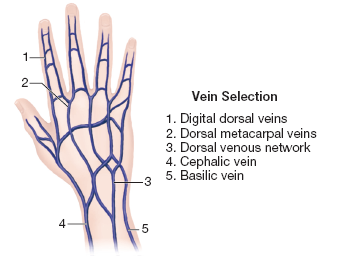 1
2
3
4
5
Vein Selection
1. Digital dorsal veins
2. Dorsal metacarpal veins
3. Dorsal venous network
4. Cephalic vein
5. Basilic vein